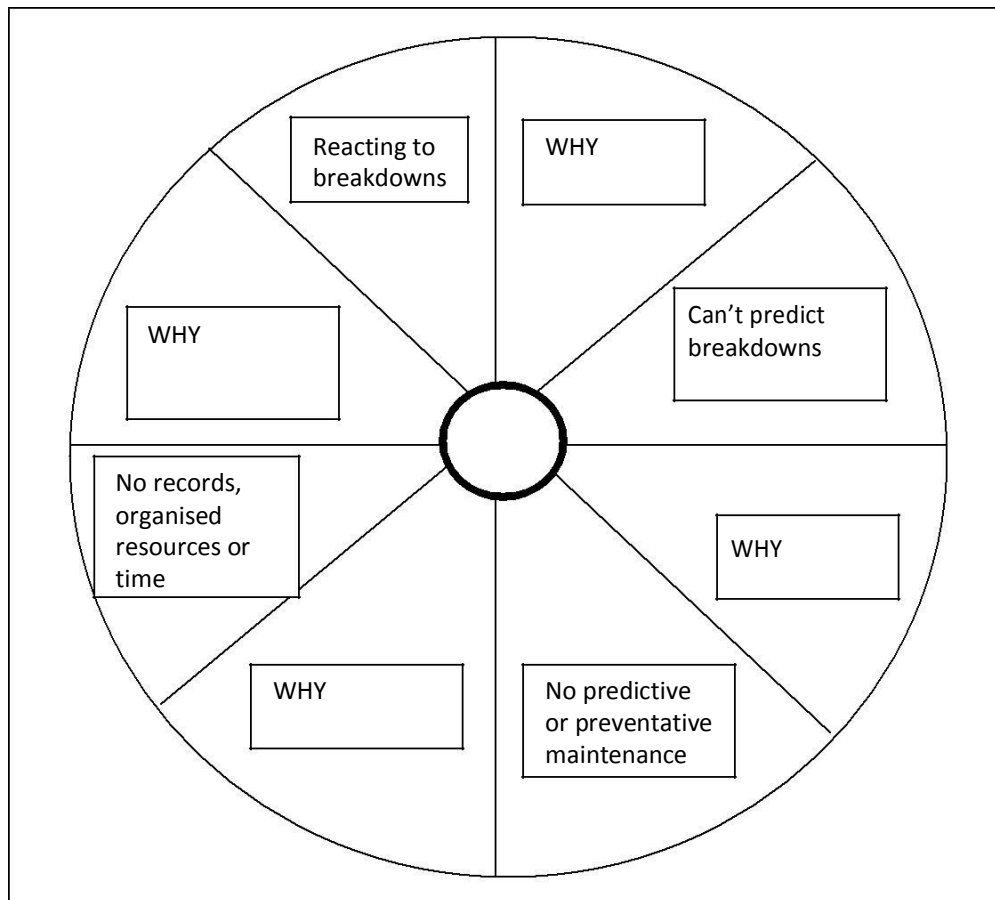 Reacting to
breakdowns
WHY
Can’t predict
breakdowns
WHY
No predictive
or preventative
maintenance
WHY
No records,
organised
resources or
time
WHY